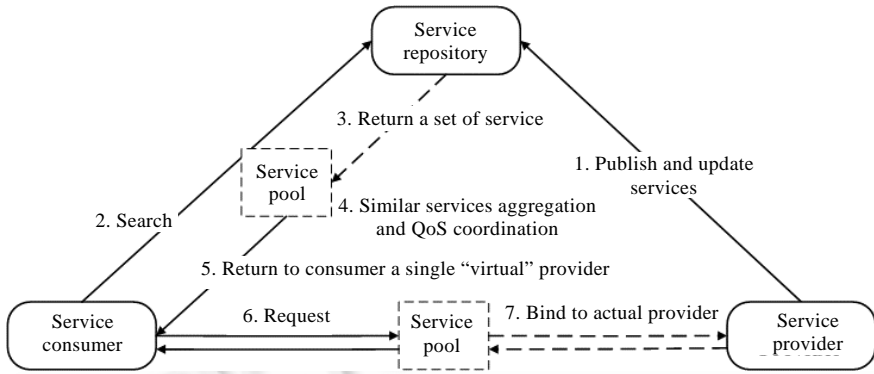 Service
repository
3. Return a set of service
1. Publish and update
services
Service
pool
2. Search
4. Similar services aggregation
and QoS coordination
5. Return to consumer a single “virtual” provider
Service
consumer
6. Request
Service
pool
7. Bind to actual provider
Service
provider